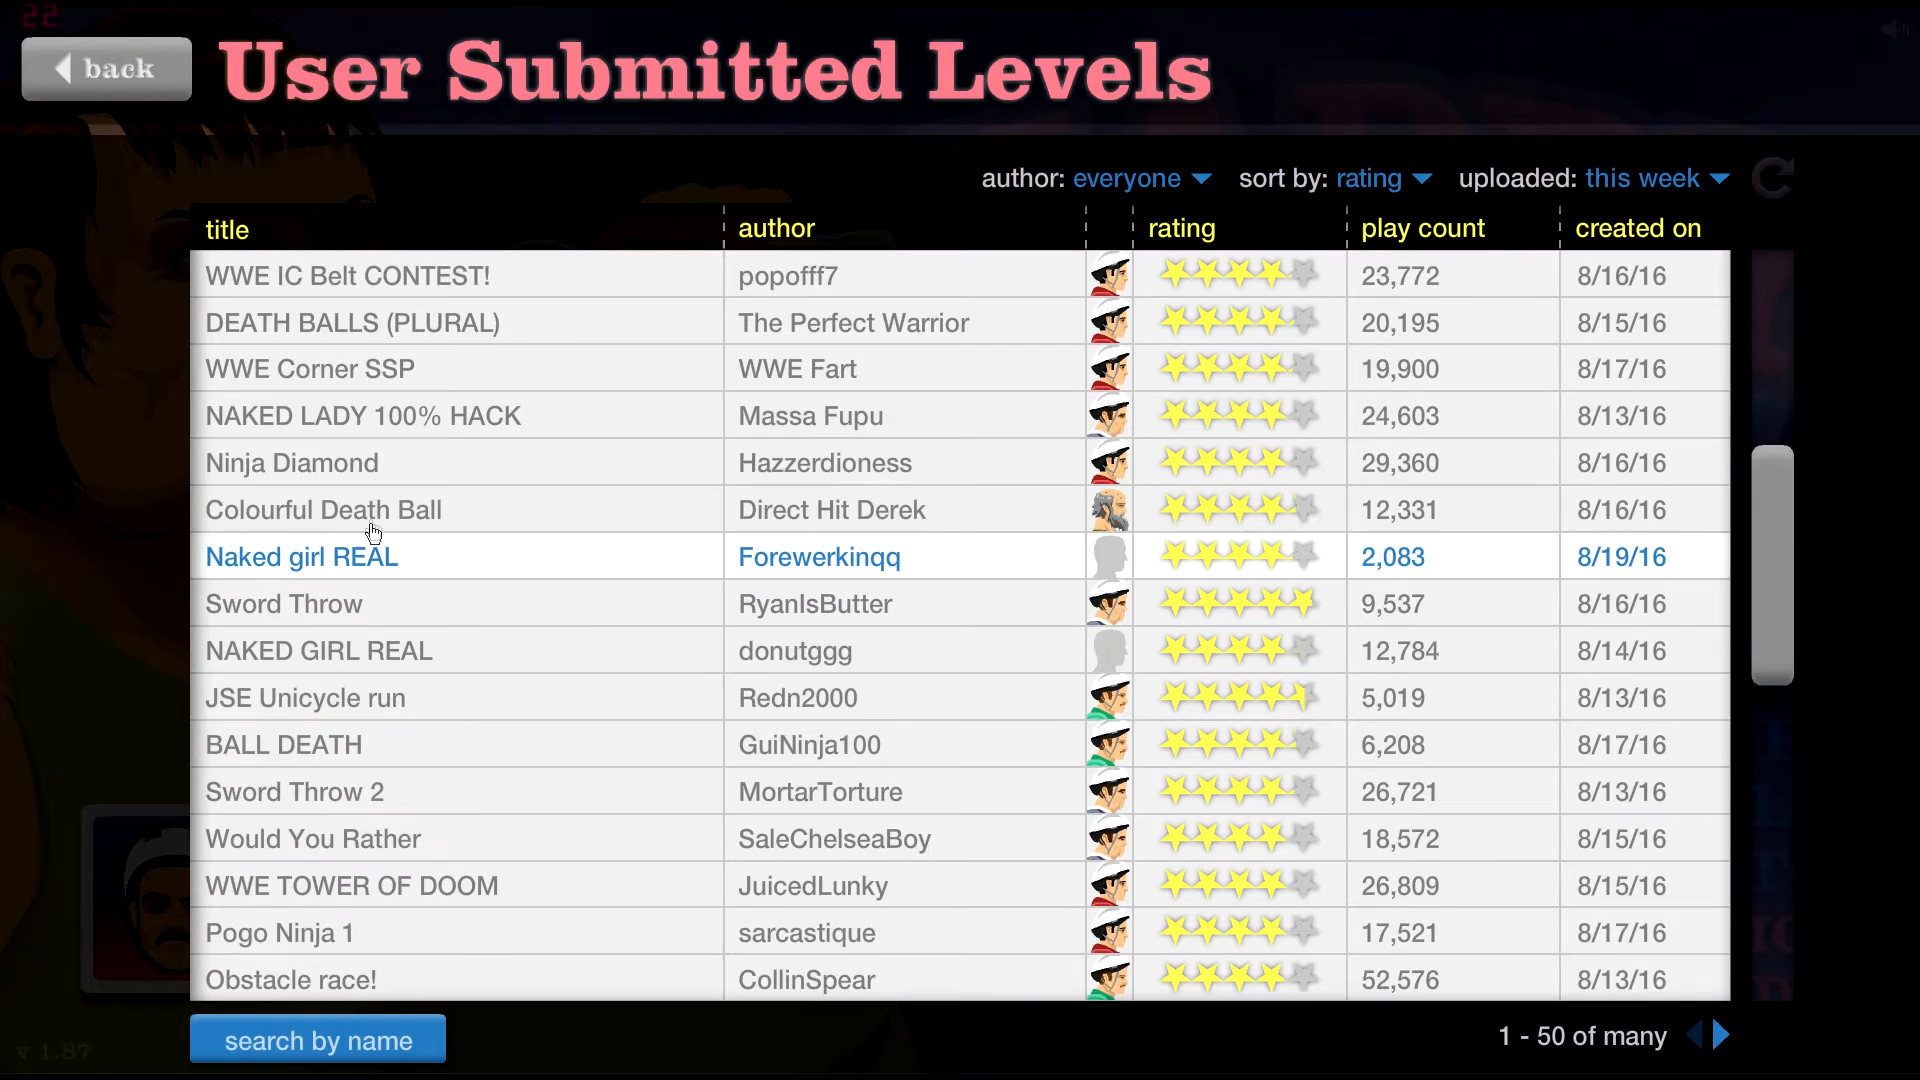 22
back
User Submitted Levels
author: everyone sort by: rating uploaded: this week
title author rating play count created on
WWE IC Belt CONTEST! popofff7 23,772 8/16/16
DEATH BALLS (PLURAL) The Perfect Warrior 20,195 8/15/16
WWE Corner SSP WWE Fart 19,900 8/17/16
NAKED LADY 100% HACK Massa Fupu 24,603 8/13/16
Ninja Diamond Hazzerdioness 29,360 8/16/16
Colourful Death Ball Direct Hit Derek 12,331 8/16/16
Naked girl REAL Forewerkinqq 2,083 8/19/16
Sword Throw RyanIsButter 9,537 8/16/16
NAKED GIRL REAL donutggg 12,784 8/14/16
JSE Unicycle run Redn2000 5,019 8/13/16
BALL DEATH GuiNinja100 6,208 8/17/16
Sword Throw 2 MortarTorture 26,721 8/13/16
Would You Rather SaleChelseaBoy 18,572 8/15/16
WWE TOWER OF DOOM JuicedLunky 26,809 8/15/16
Pogo Ninja 1 sarcastique 17,521 8/17/16
Obstacle race! CollinSpear 52,576 8/13/16
search by name 1 - 50 of many
v 1.87